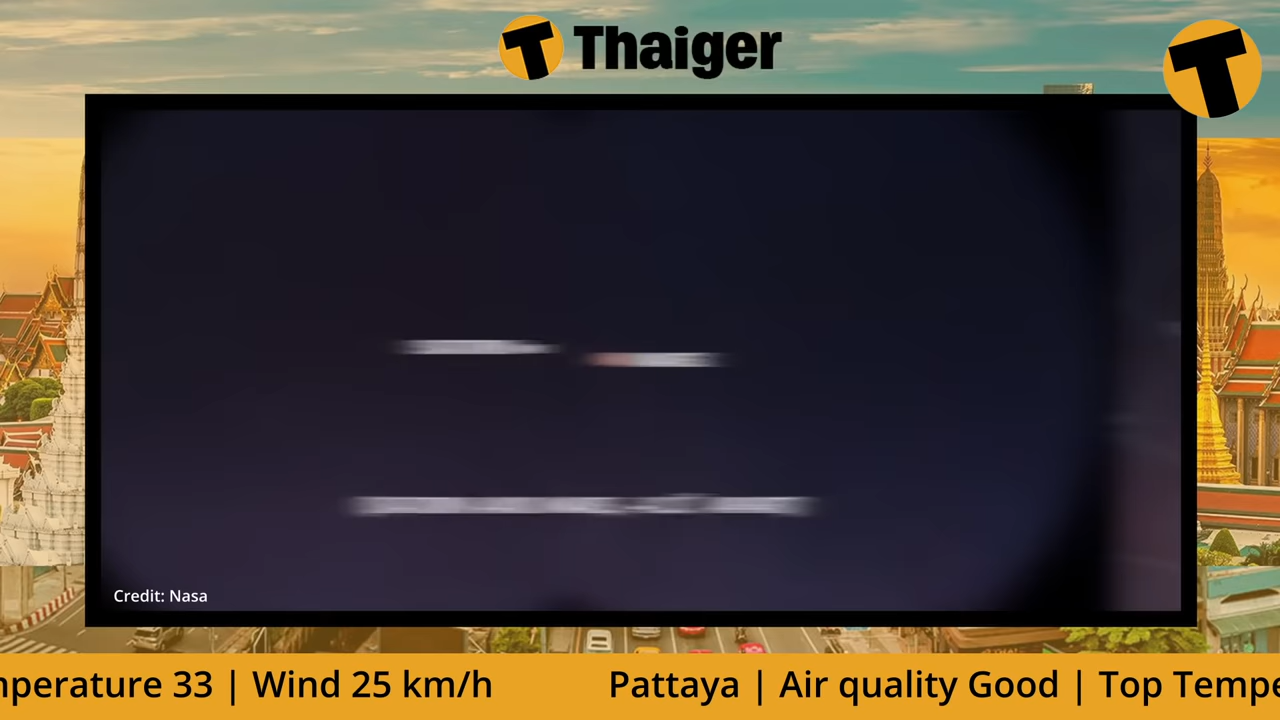 Thaiger
Credit: Nasa
nperature 33 | Wind 25 km/h
Pattaya | Air quality Good | Top Tempe